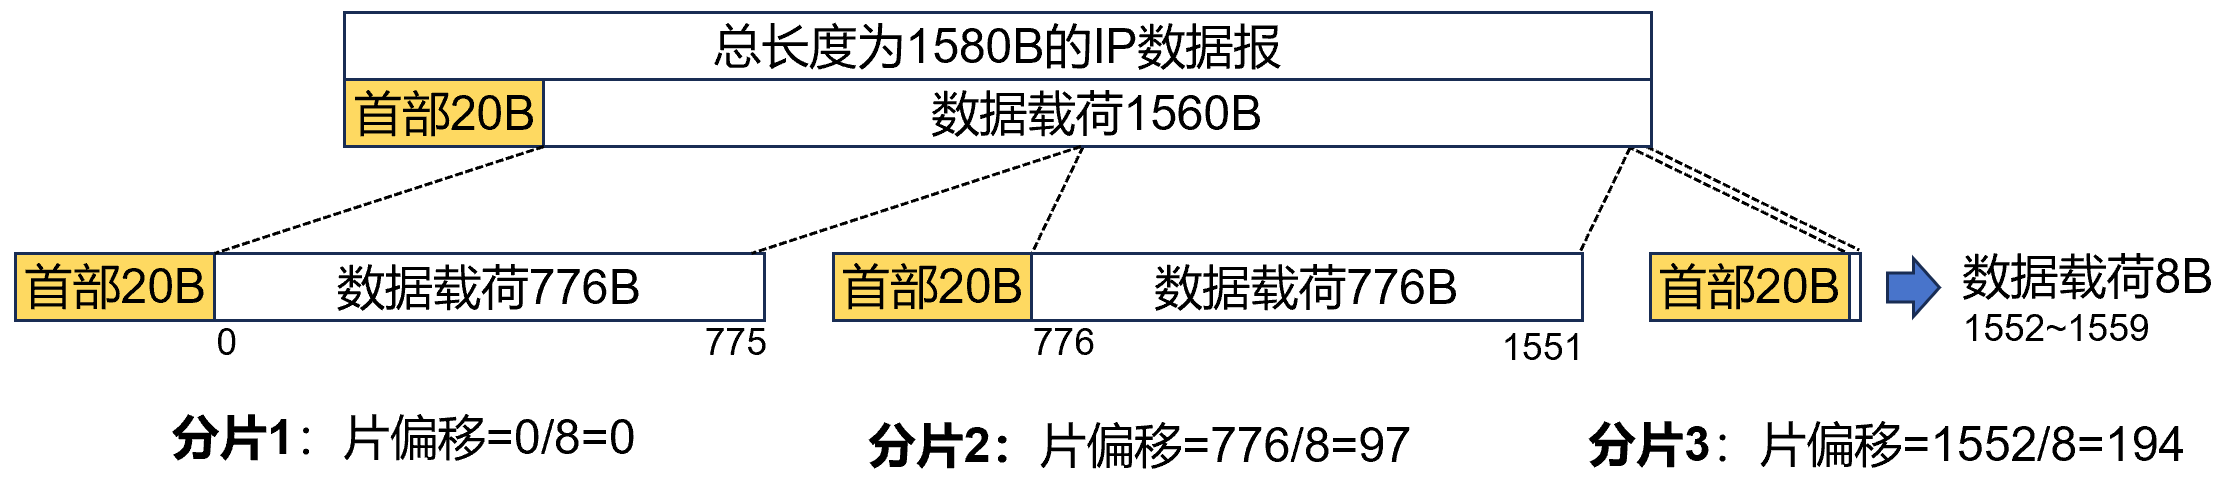 总长度为1580B的IP数据报
首部20B 数据载荷1560B
首部20B 数据载荷776B 首部20B 数据载荷776B 首部20B 数据载荷8B
0 775 776 1551 1552~1559
分片1：片偏移=0/8=0 分片2：片偏移=776/8=97 分片3：片偏移=1552/8=194